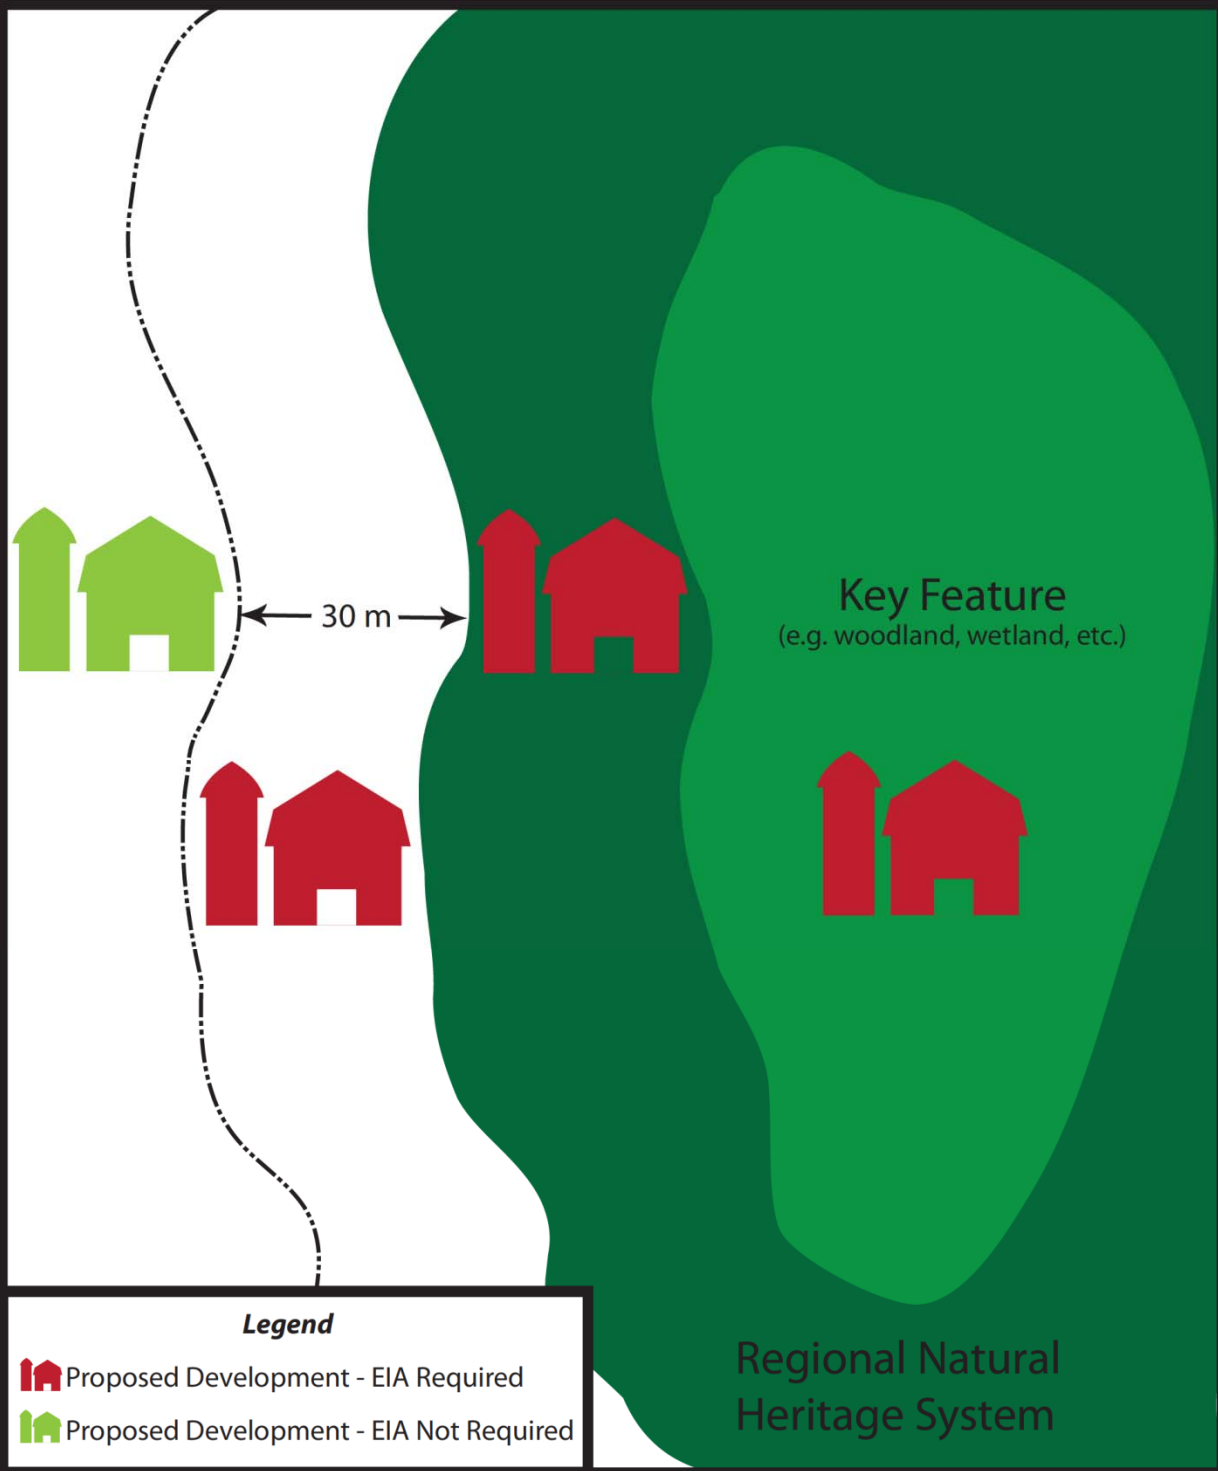 30 m
Key Feature
(e.g. woodland, wetland, etc.)
Legend
Proposed Development - EIA Required
Proposed Development - EIA Not Required
Regional Natural
Heritage System